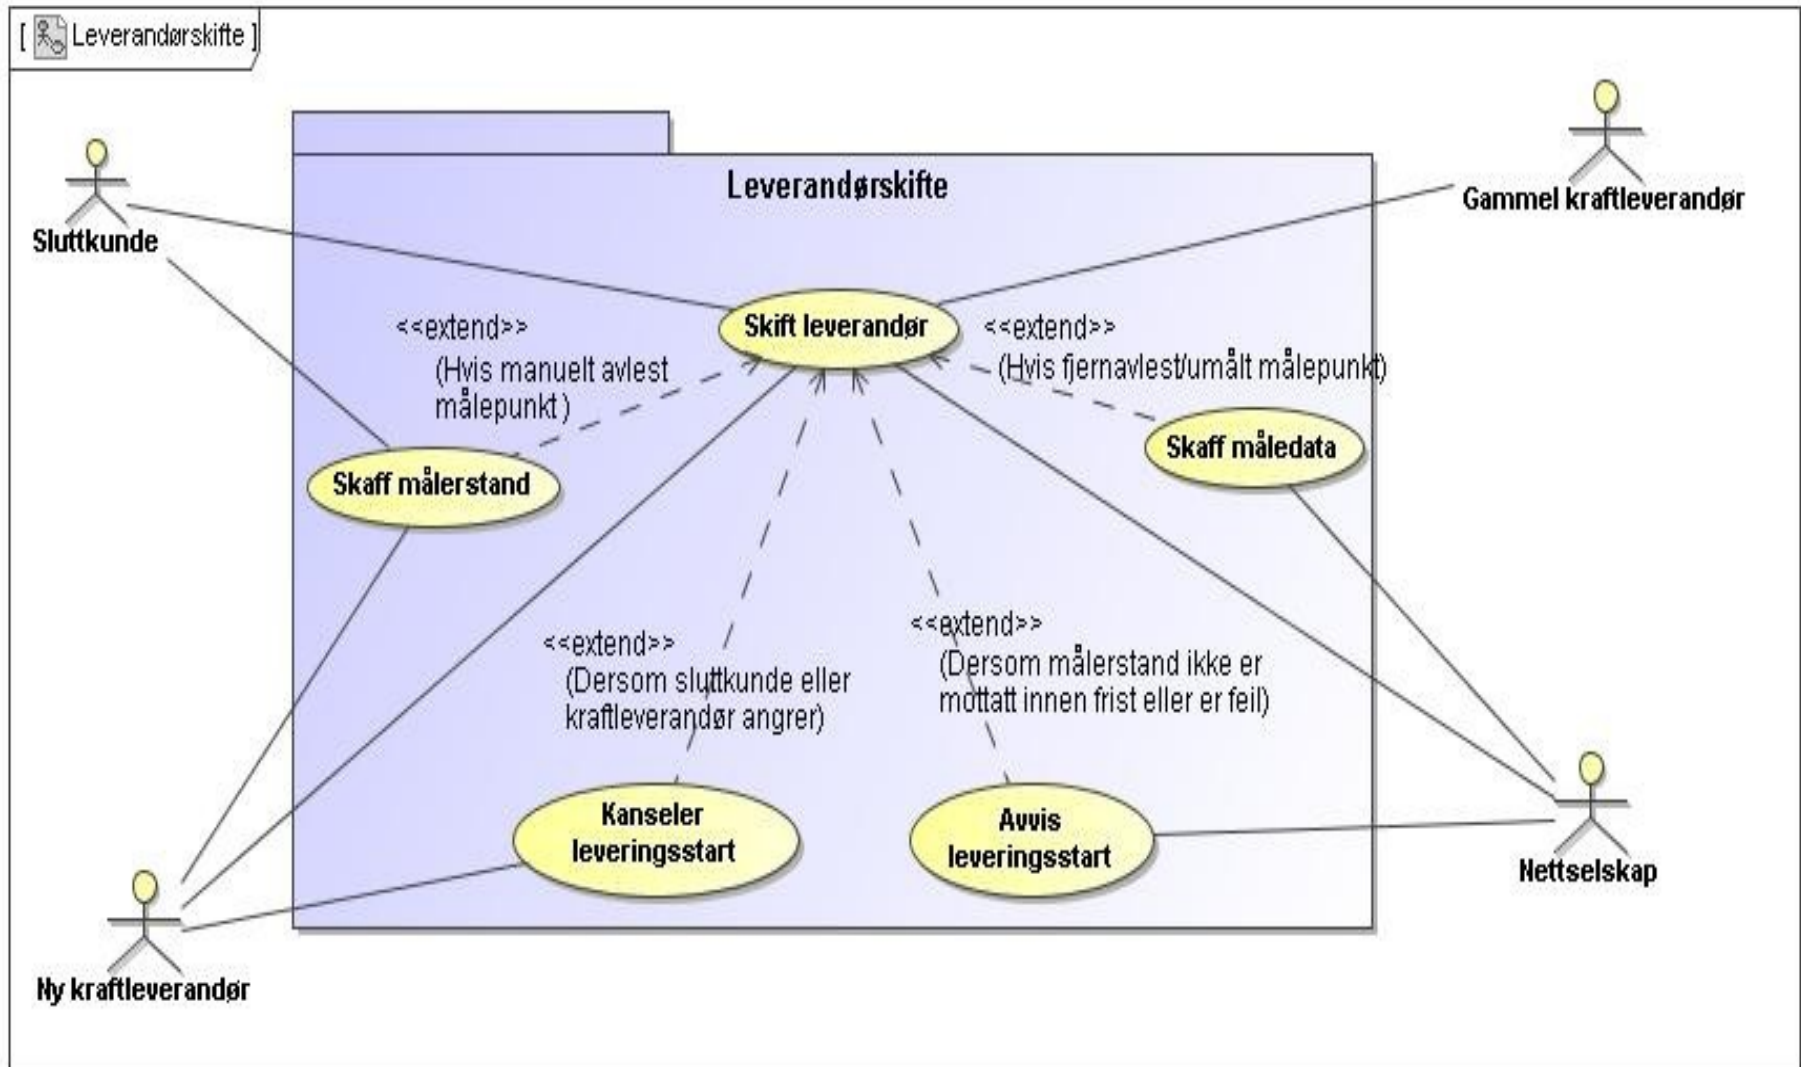 [ Leverandørskifte ]
Leverandørskifte
Sluttkunde
Gammel kraftleverandør
Skift leverandør
<<extend>>
(Hvis manuelt avlest
målepunkt )
<<extend>>
(Hvis fjernavlest/umålt målepunkt)
Skaff målerstand
Skaff måledata
<<extend>>
(Dersom sluttkunde eller
kraftleverandør angrer)
<<extend>>
(Dersom målerstand ikke er
mottatt innen frist eller er feil)
Kanseler
leveringsstart
Avvis
leveringsstart
Nettselskap
Ny kraftleverandør